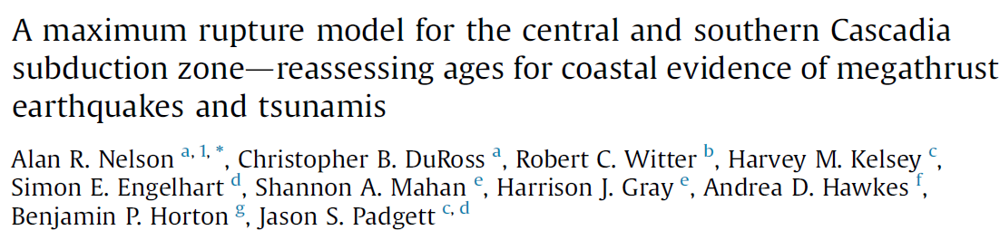 A maximum rupture model for the central and southern Cascadia
subduction zone—reassessing ages for coastal evidence of megathrust
earthquakes and tsunamis
Alan R. Nelson a, 1, *, Christopher B. DuRoss a, Robert C. Witter b, Harvey M. Kelsey c,
Simon E. Engelhart d, Shannon A. Mahan e, Harrison J. Gray e, Andrea D. Hawkes f,
Benjamin P. Horton g, Jason S. Padgett c, d